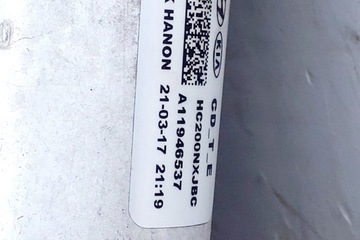 KIA
CD_T_E
HC200NXJBC
A11946537
K HANON 21-03-17 21:19